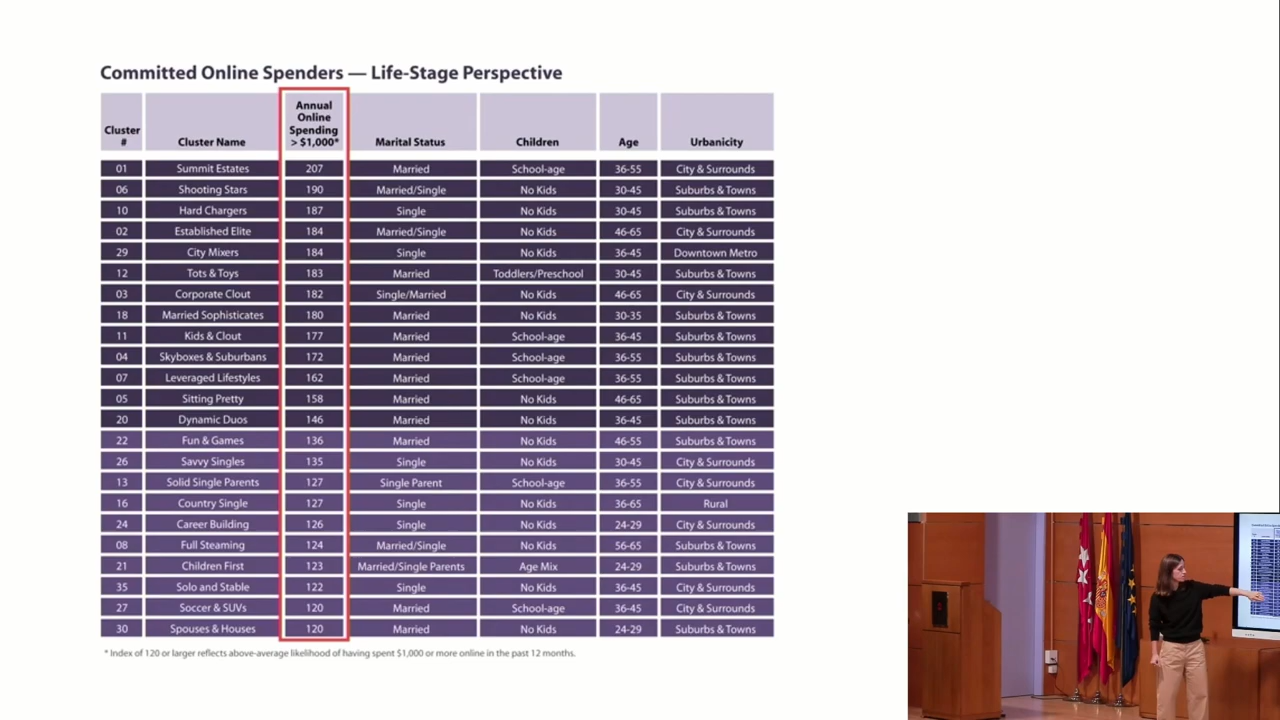 Committed Online Spenders — Life-Stage Perspective
Cluster # Cluster Name Annual Online Spending > $1,000* Marital Status Children Age Urbanicity
01 Summit Estates 207 Married School-age 36-55 City & Surrounds
06 Shooting Stars 190 Married/Single No Kids 30-45 Suburbs & Towns
10 Hard Chargers 187 Single No Kids 30-45 Suburbs & Towns
02 Established Elite 184 Married/Single No Kids 46-65 City & Surrounds
29 City Mixers 184 Single No Kids 36-45 Downtown Metro
12 Tots & Toys 183 Married Toddlers/Preschool 30-45 Suburbs & Towns
03 Corporate Clout 182 Single/Married No Kids 46-65 City & Surrounds
18 Married Sophisticates 180 Married No Kids 30-35 Suburbs & Towns
11 Kids & Clout 177 Married School-age 36-45 Suburbs & Towns
04 Skyboxes & Suburbans 172 Married School-age 36-55 Suburbs & Towns
07 Leveraged Lifestyles 162 Married School-age 36-55 Suburbs & Towns
05 Sitting Pretty 158 Married No Kids 46-65 Suburbs & Towns
20 Dynamic Duos 146 Married No Kids 36-45 Suburbs & Towns
22 Fun & Games 136 Married No Kids 46-55 Suburbs & Towns
26 Savvy Singles 135 Single No Kids 30-45 City & Surrounds
13 Solid Single Parents 127 Single Parent School-age 36-55 City & Surrounds
16 Country Single 127 Single No Kids 36-65 Rural
24 Career Building 126 Single No Kids 24-29 City & Surrounds
08 Full Steaming 124 Married/Single No Kids 56-65 Suburbs & Towns
21 Children First 123 Married/Single Parents Age Mix 24-29 Suburbs & Towns
35 Solo and Stable 122 Single No Kids 36-45 City & Surrounds
27 Soccer & SUVs 120 Married School-age 36-45 City & Surrounds
30 Spouses & Houses 120 Married No Kids 24-29 Suburbs & Towns
* Index of 120 or larger reflects above-average likelihood of having spent $1,000 or more online in the past 12 months.